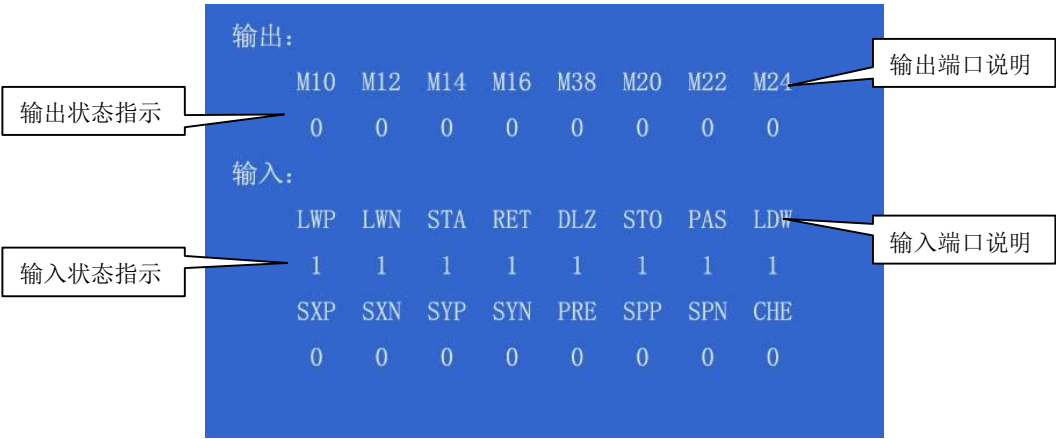 输出:
M10 M12 M14 M16 M38 M20 M22 M24
输出端口说明
输出状态指示
0 0 0 0 0 0 0 0
输入:
LWP LWN STA RET DLZ STO PAS LDW
输入端口说明
输入状态指示
1 1 1 1 1 1 1 1
SXP SXN SYP SYN PRE SPP SPN CHE
0 0 0 0 0 0 0 0